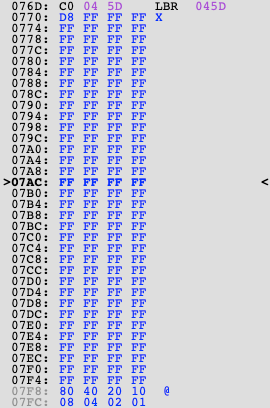 076D: C0 04 5D LBR 045D
0770: D8 FF FF FF X
0774: FF FF FF FF
0778: FF FF FF FF
077C: FF FF FF FF
0780: FF FF FF FF
0784: FF FF FF FF
0788: FF FF FF FF
078C: FF FF FF FF
0790: FF FF FF FF
0794: FF FF FF FF
0798: FF FF FF FF
079C: FF FF FF FF
07A0: FF FF FF FF
07A4: FF FF FF FF
07A8: FF FF FF FF
>07AC: FF FF FF FF <
07B0: FF FF FF FF
07B4: FF FF FF FF
07B8: FF FF FF FF
07BC: FF FF FF FF
07C0: FF FF FF FF
07C4: FF FF FF FF
07C8: FF FF FF FF
07CC: FF FF FF FF
07D0: FF FF FF FF
07D4: FF FF FF FF
07D8: FF FF FF FF
07DC: FF FF FF FF
07E0: FF FF FF FF
07E4: FF FF FF FF
07E8: FF FF FF FF
07EC: FF FF FF FF
07F0: FF FF FF FF
07F4: FF FF FF FF
07F8: 80 40 20 10 @
07FC: 08 04 02 01